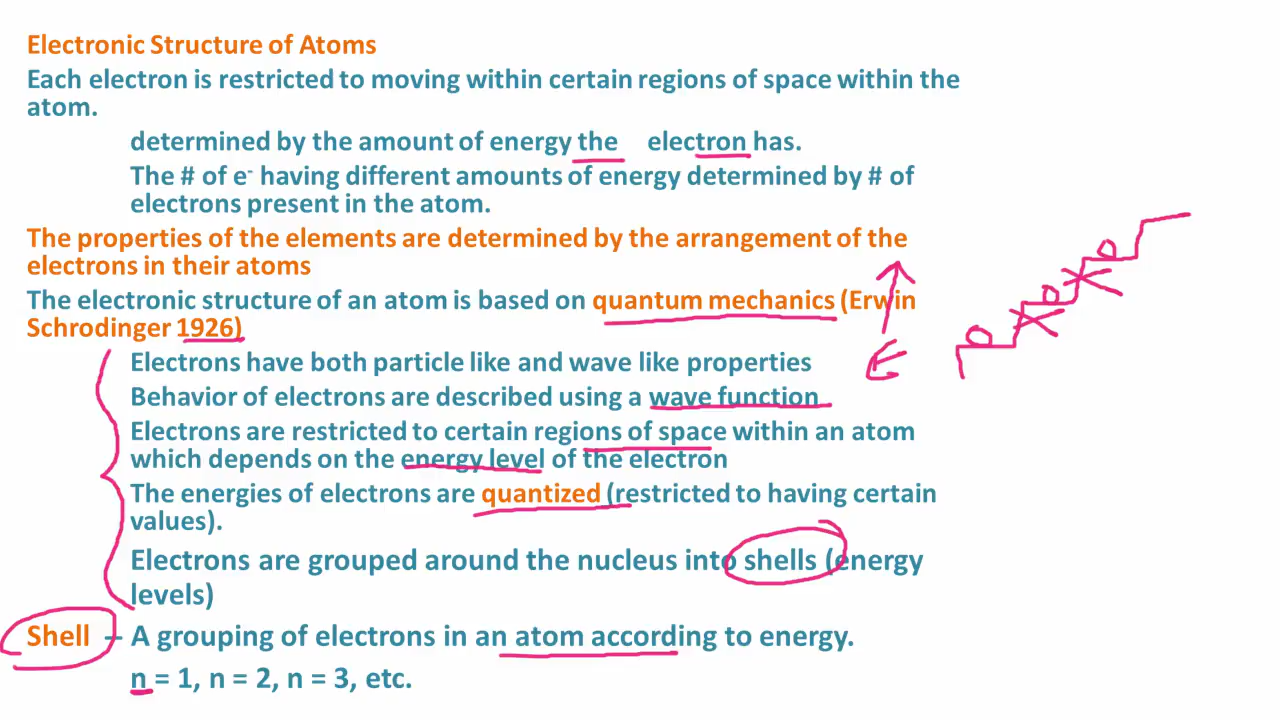 Electronic Structure of Atoms
Each electron is restricted to moving within certain regions of space within the
atom.
determined by the amount of energy the electron has.
The # of e⁻ having different amounts of energy determined by # of
electrons present in the atom.
The properties of the elements are determined by the arrangement of the
electrons in their atoms
The electronic structure of an atom is based on quantum mechanics (Erwin
Schrodinger 1926)
E
Electrons have both particle like and wave like properties
Behavior of electrons are described using a wave function
Electrons are restricted to certain regions of space within an atom
which depends on the energy level of the electron
The energies of electrons are quantized (restricted to having certain
values).
Electrons are grouped around the nucleus into shells (energy
levels)
Shell – A grouping of electrons in an atom according to energy.
n = 1, n = 2, n = 3, etc.